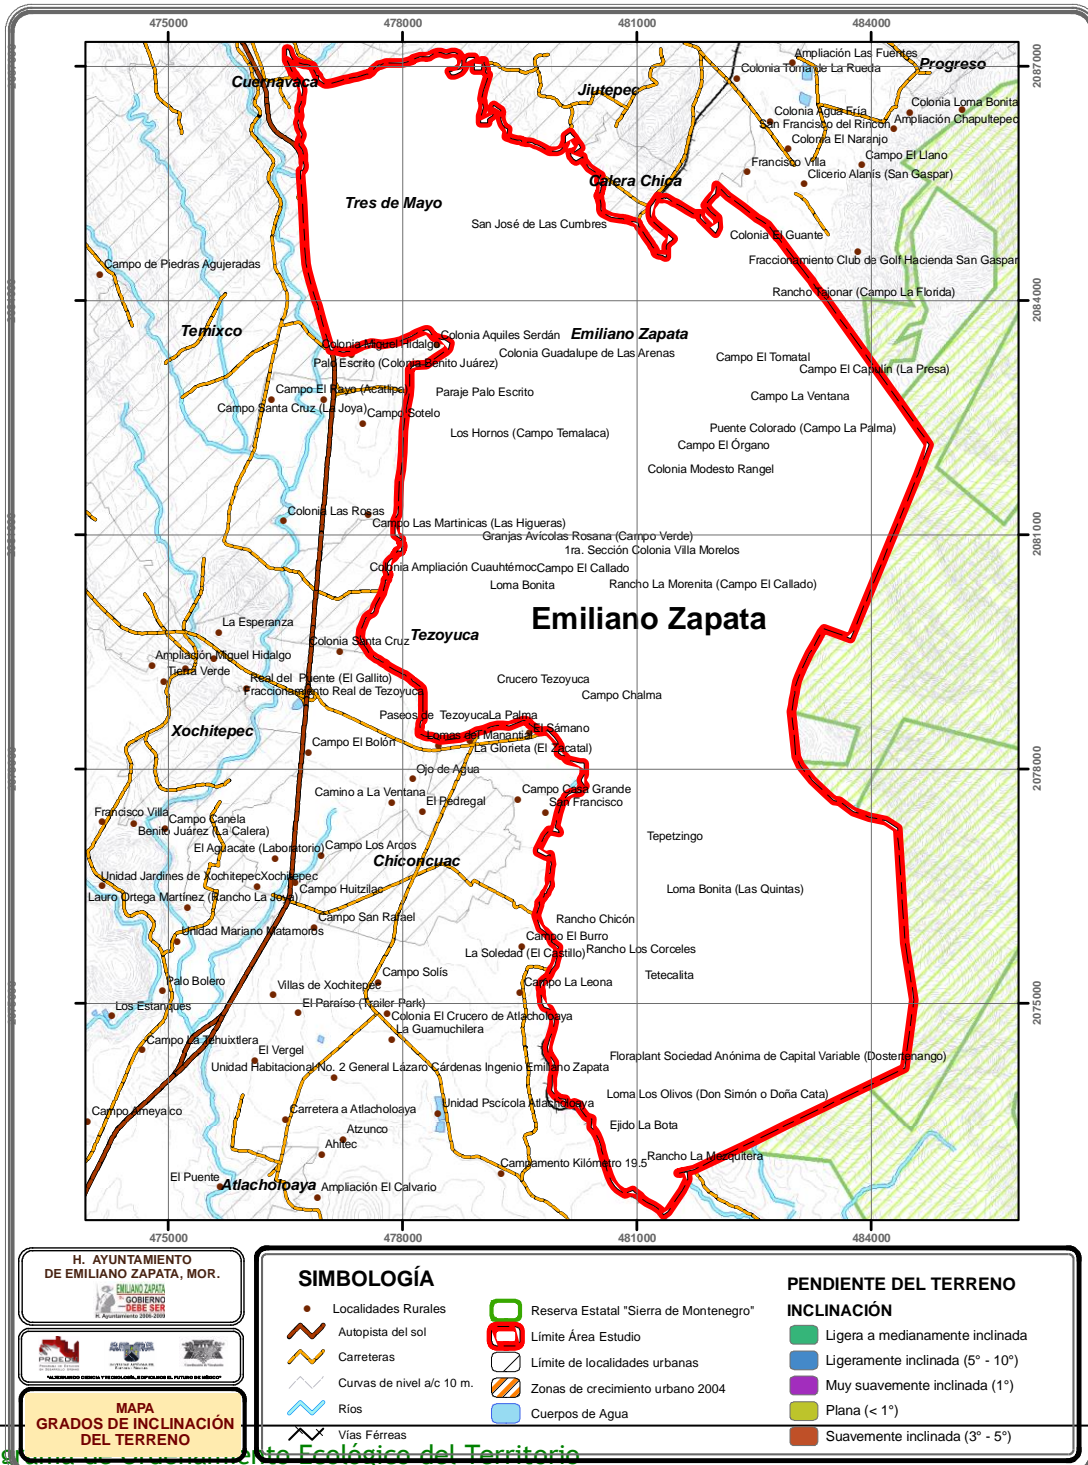 475000
478000
481000
484000
2087000
2084000
2081000
2078000
2075000
Ampliación Las Fuentes
Progreso
Colonia Toma de La Rueda
Cuernavaca
Jiutepec
Colonia Loma Bonita
Colonia Agua Fría
Ampliación Chapultepec
San Francisco del Rincón
Colonia El Naranjo
Campo El Llano
Francisco Villa
Clicerio Alanís (San Gaspar)
Calera Chica
Tres de Mayo
San José de Las Cumbres
Colonia El Guante
Campo de Piedras Agujeradas
Fraccionamiento Club de Golf Hacienda San Gaspar
Rancho Tajonar (Campo La Florida)
Temixco
Colonia Aquiles Serdán
Emiliano Zapata
Colonia Miguel Hidalgo
Colonia Guadalupe de Las Arenas
Campo El Tomatal
Palo Escrito (Colonia Benito Juárez)
Campo El Capulín (La Presa)
Campo El Rayo (Acatlipa)
Paraje Palo Escrito
Campo La Ventana
Campo Santa Cruz (La Joya)
Campo Sotelo
Los Hornos (Campo Temalaca)
Puente Colorado (Campo La Palma)
Campo El Órgano
Colonia Modesto Rangel
Colonia Las Rosas
Campo Las Martinicas (Las Higueras)
Granjas Avícolas Rosana (Campo Verde)
1ra. Sección Colonia Villa Morelos
Colonia Ampliación Cuauhtémoc
Campo El Callado
Loma Bonita
Rancho La Morenita (Campo El Callado)
Emiliano Zapata
La Esperanza
Tezoyuca
Colonia Santa Cruz
Ampliación Miguel Hidalgo
Tierra Verde
Real del Puente (El Gallito)
Crucero Tezoyuca
Fraccionamiento Real de Tezoyuca
Campo Chalma
Paseos de Tezoyuca
La Palma
Xochitepec
El Sámano
Lomas del Manantial
Campo El Bolón
La Glorieta (El Zacatal)
Ojo de Agua
Camino a La Ventana
Campo Casa Grande
El Pedregal
San Francisco
Francisco Villa
Campo Canela
Benito Juárez (La Calera)
Tepetzingo
El Aguacate (Laboratorio)
Campo Los Arcos
Chiconcuac
Unidad Jardines de Xochitepec
Xochitepec
Campo Huitzilac
Loma Bonita (Las Quintas)
Lauro Ortega Martínez (Rancho La Joya)
Campo San Rafael
Rancho Chicón
Unidad Mariano Matamoros
Campo El Burro
La Soledad (El Castillo)
Rancho Los Corceles
Campo Solís
Tetecalita
Palo Bolero
Campo La Leona
Villas de Xochitepec
El Paraíso (Trailer Park)
Los Estanques
Colonia El Crucero de Atlacholoaya
La Guamuchilera
Campo La Tehuixtlera
El Vergel
Floraplant Sociedad Anónima de Capital Variable (Dostenenango)
Unidad Habitacional No. 2 General Lázaro Cárdenas Ingenio Emiliano Zapata
Loma Los Olivos (Don Simón o Doña Cata)
Unidad Pscícola Atlacholoaya
Campo Ameyalco
Carretera a Atlacholoaya
Ejido La Bota
Atzunco
Ahitec
Rancho La Mezquitera
Campamento Kilómetro 19.5
El Puente
Atlacholoaya
Ampliación El Calvario
475000
478000
481000
484000
H. AYUNTAMIENTO
DE EMILIANO ZAPATA, MOR.
EMILIANO ZAPATA
GOBIERNO
DEBE SER
H. Ayuntamiento 2006-2009
PROEDU
MAPA
GRADOS DE INCLINACIÓN
DEL TERRENO
SIMBOLOGÍA
Localidades Rurales
Autopista del sol
Carreteras
Curvas de nivel a/c 10 m.
Ríos
Vías Férreas
Reserva Estatal "Sierra de Montenegro"
Límite Área Estudio
Límite de localidades urbanas
Zonas de crecimiento urbano 2004
Cuerpos de Agua
PENDIENTE DEL TERRENO
INCLINACIÓN
Ligera a medianamente inclinada
Ligeramente inclinada (5° - 10°)
Muy suavemente inclinada (1°)
Plana (< 1°)
Suavemente inclinada (3° - 5°)
grama de Ordenamiento Ecológico del Territorio